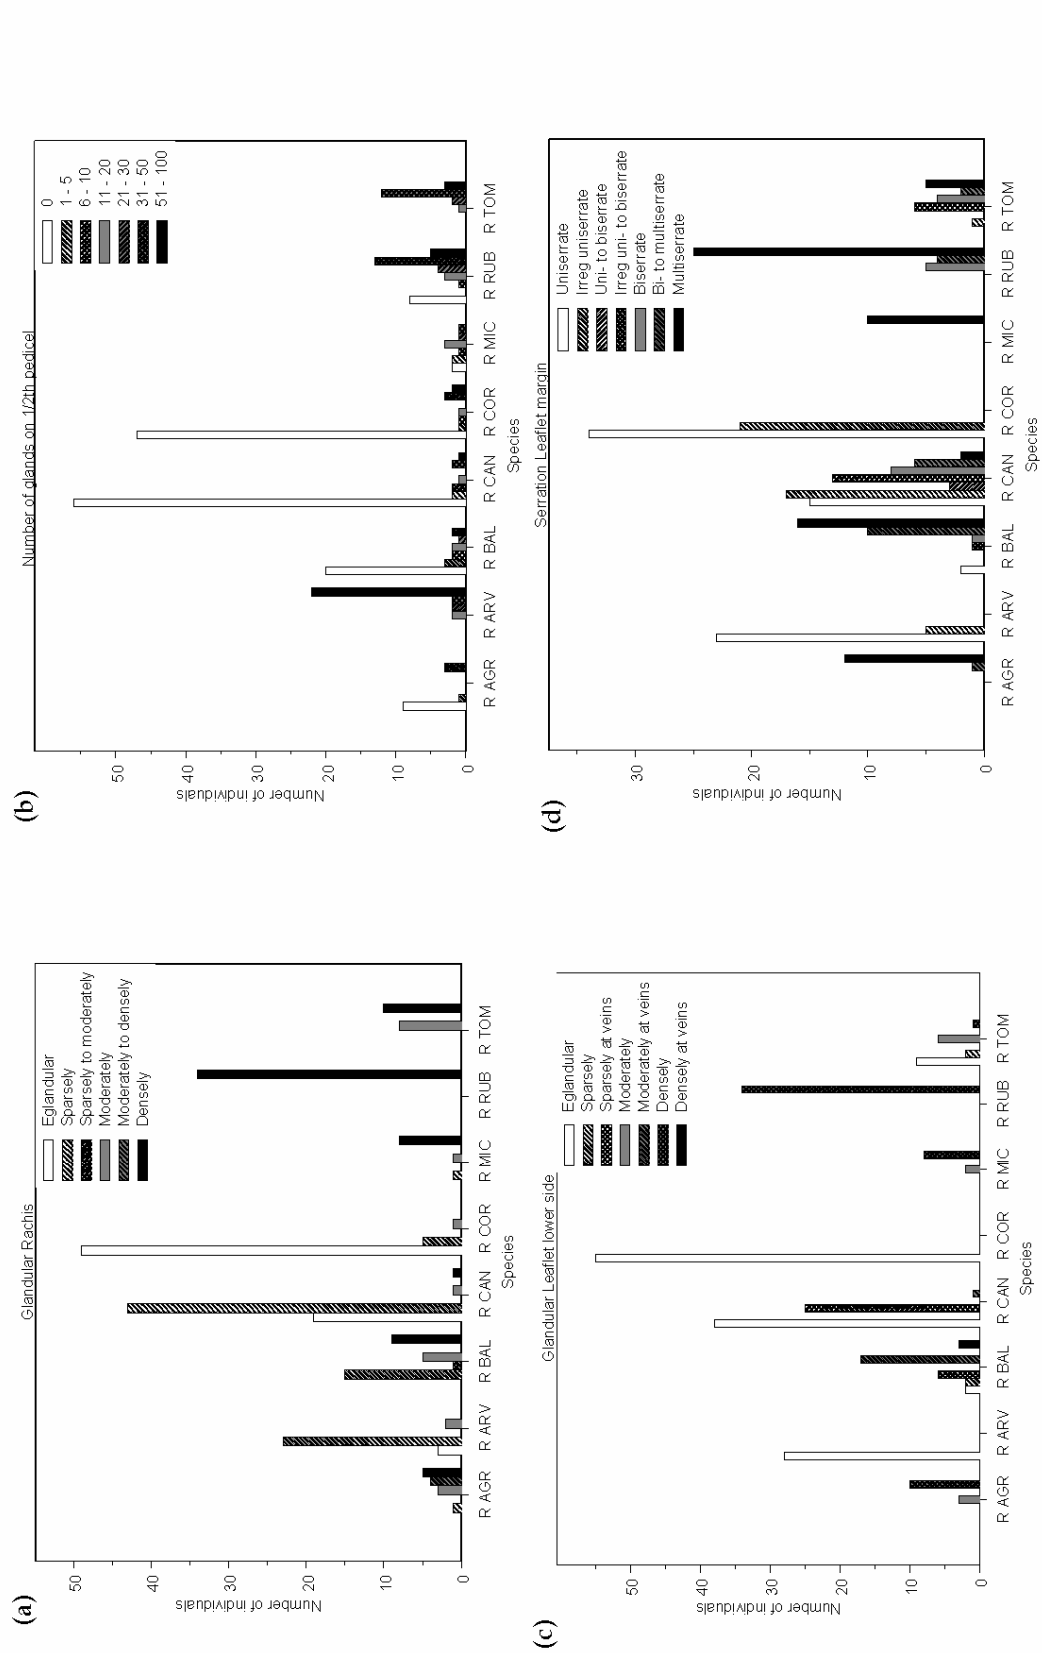 (a)
Glandular Rachis
Eglandular
Sparsely
Sparsely to moderately
Moderately
Moderately to densely
Densely
Number of individuals
50
40
30
20
10
0
R AGR R ARV R BAL R CAN R COR R MIC R RUB R TOM
Species
(b)
Number of glands on 1/2th pedicel
0
1 - 5
6 - 10
11 - 20
21 - 30
31 - 50
51 - 100
Number of individuals
50
40
30
20
10
0
R AGR R ARV R BAL R CAN R COR R MIC R RUB R TOM
Species
(c)
Glandular Leaflet lower side
Eglandular
Sparsely
Sparsely at veins
Moderately
Moderately at veins
Densely
Densely at veins
Number of individuals
50
40
30
20
10
0
R AGR R ARV R BAL R CAN R COR R MIC R RUB R TOM
Species
(d)
Serration Leaflet margin
Uniserrate
Irreg uniserrate
Uni- to biserrate
Irreg uni- to biserrate
Biserrate
Bi- to multiserrate
Multiserrate
Number of individuals
30
20
10
0
R AGR R ARV R BAL R CAN R COR R MIC R RUB R TOM
Species